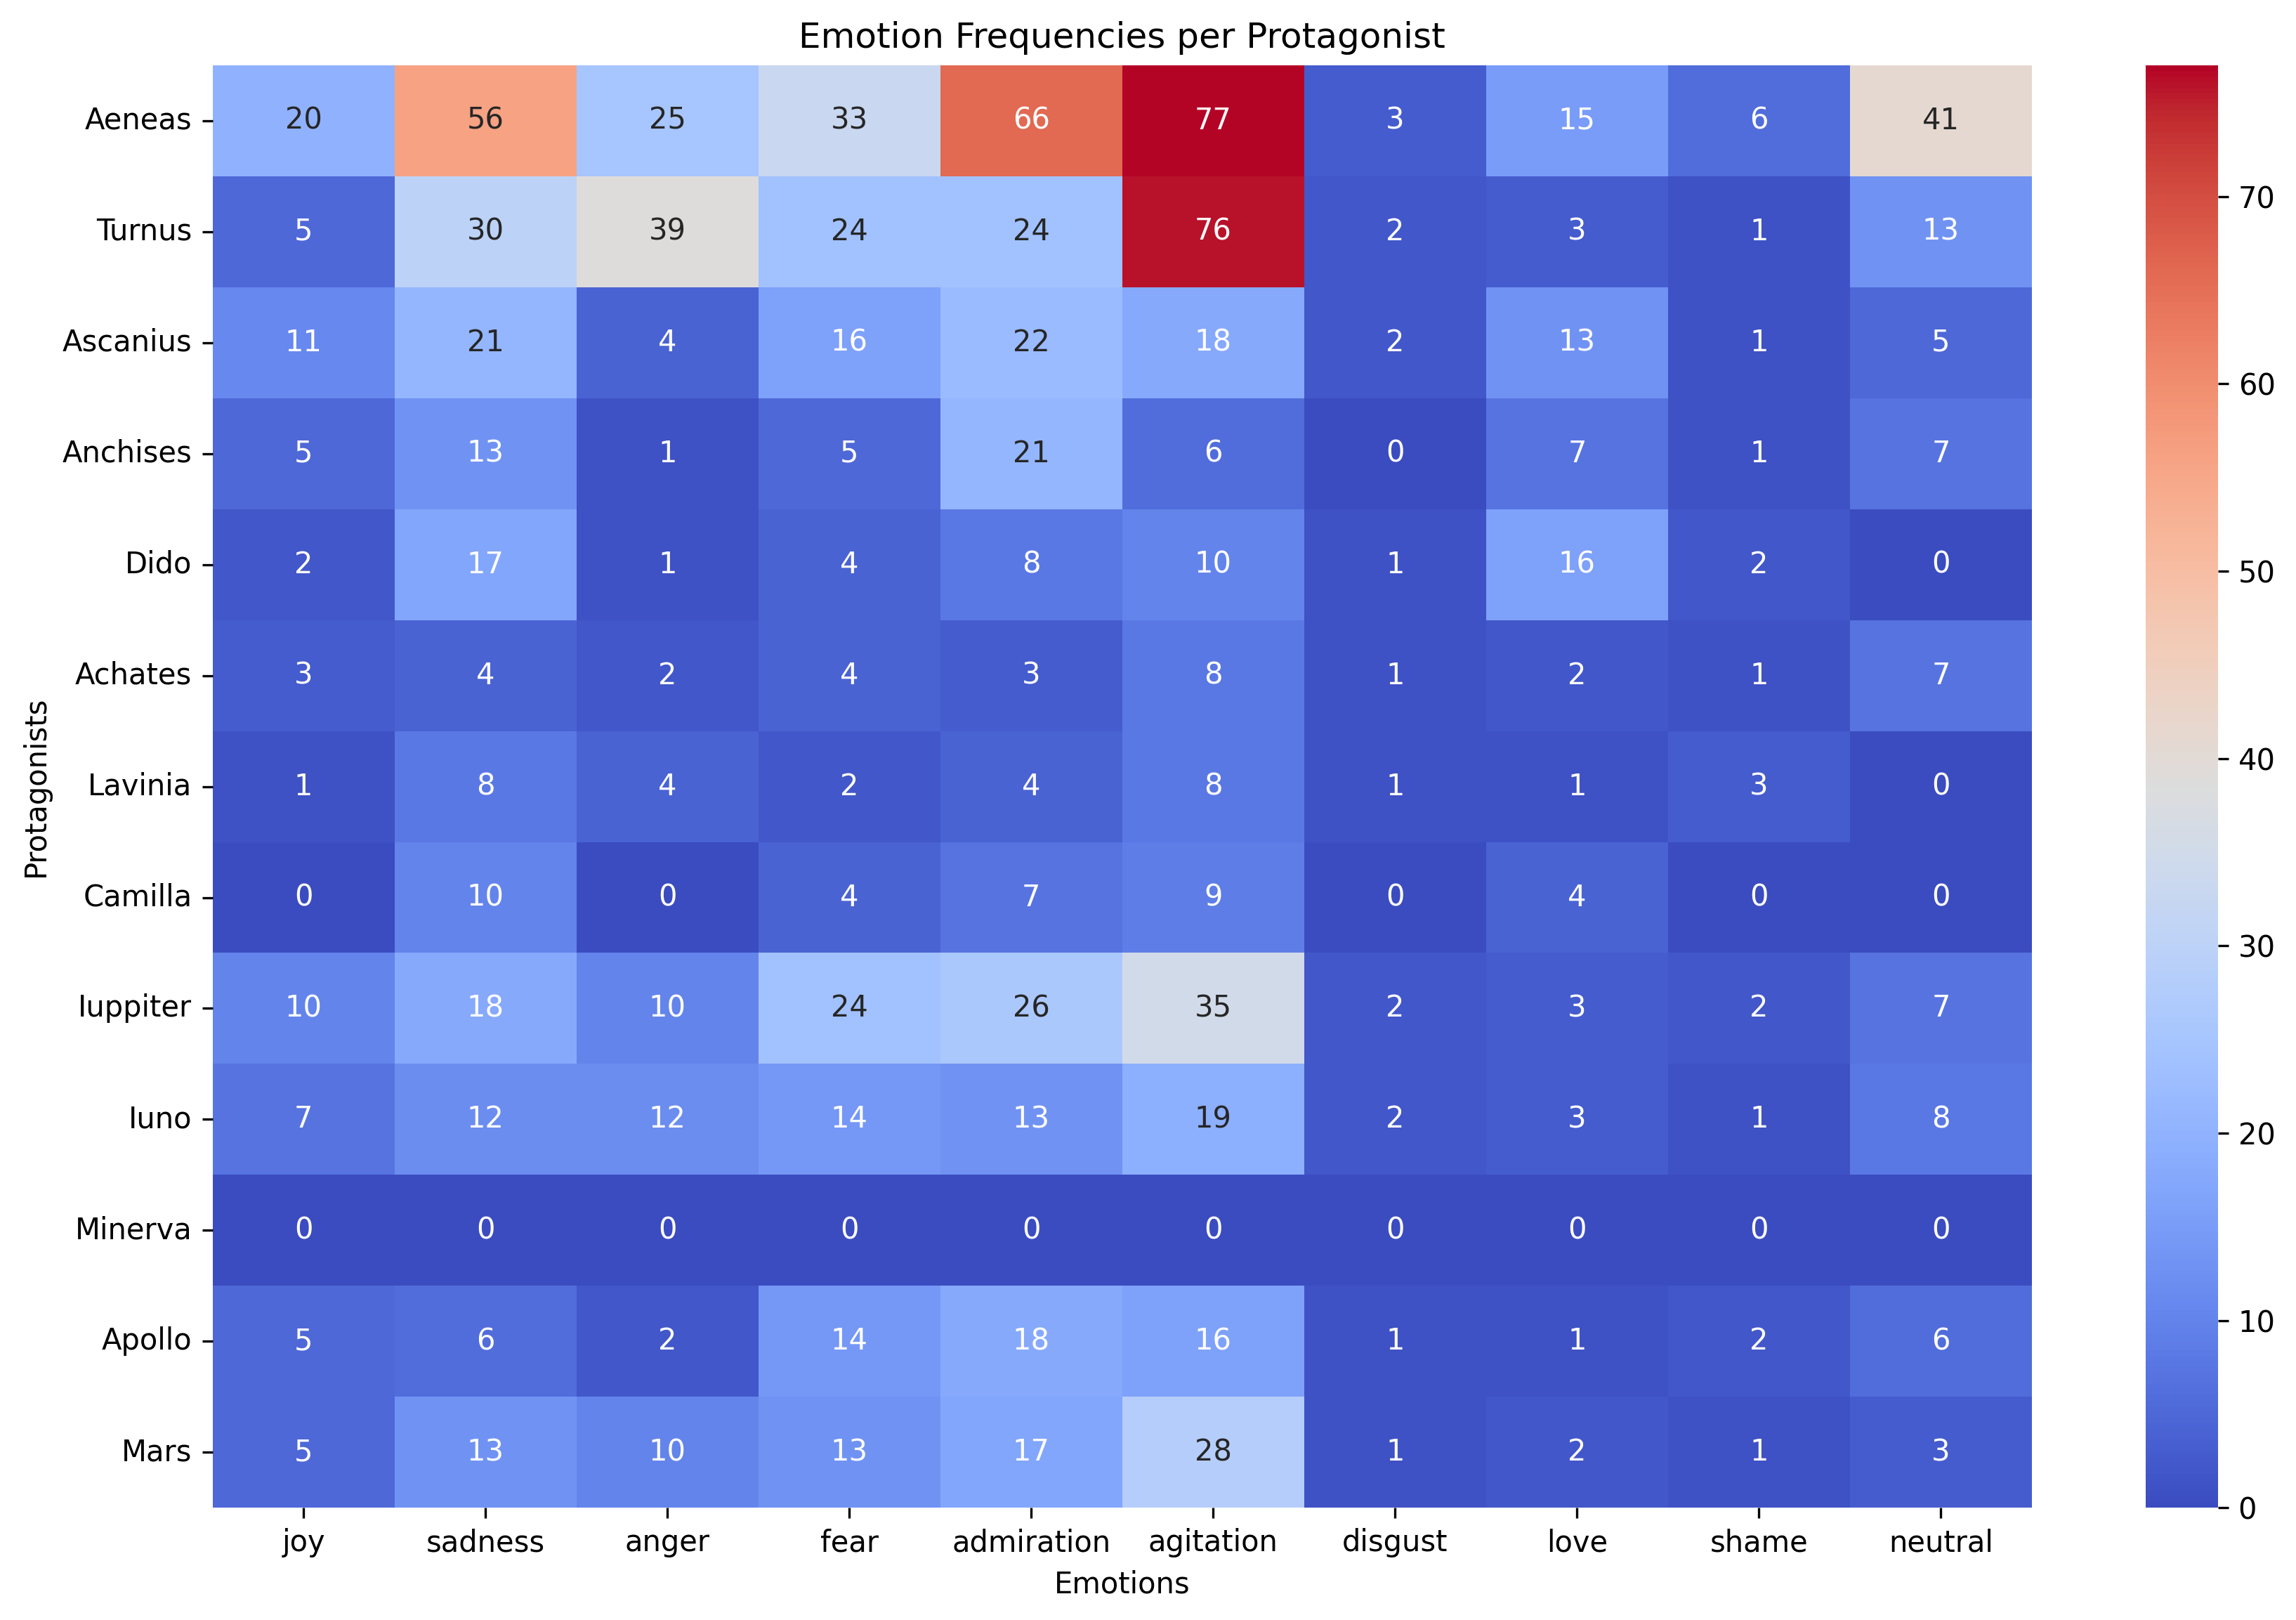 Emotion Frequencies per Protagonist
Aeneas 20 56 25 33 66 77 3 15 6 41
Turnus 5 30 39 24 24 76 2 3 1 13
Ascanius 11 21 4 16 22 18 2 13 1 5
Anchises 5 13 1 5 21 6 0 7 1 7
Dido 2 17 1 4 8 10 1 16 2 0
Achates 3 4 2 4 3 8 1 2 1 7
Lavinia 1 8 4 2 4 8 1 1 3 0
Camilla 0 10 0 4 7 9 0 4 0 0
Iuppiter 10 18 10 24 26 35 2 3 2 7
Iuno 7 12 12 14 13 19 2 3 1 8
Minerva 0 0 0 0 0 0 0 0 0 0
Apollo 5 6 2 14 18 16 1 1 2 6
Mars 5 13 10 13 17 28 1 2 1 3
joy sadness anger fear admiration agitation disgust love shame neutral
Emotions
Protagonists
70
60
50
40
30
20
10
0